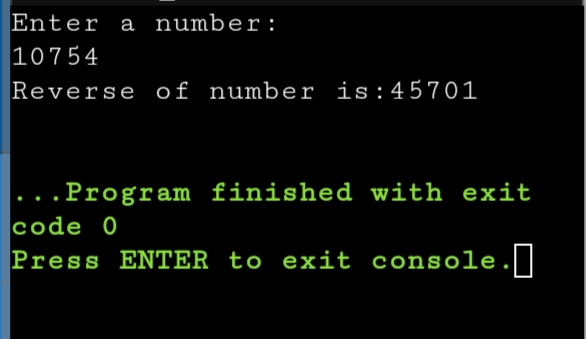 Enter a number:
10754
Reverse of number is:45701
...Program finished with exit
code 0
Press ENTER to exit console.